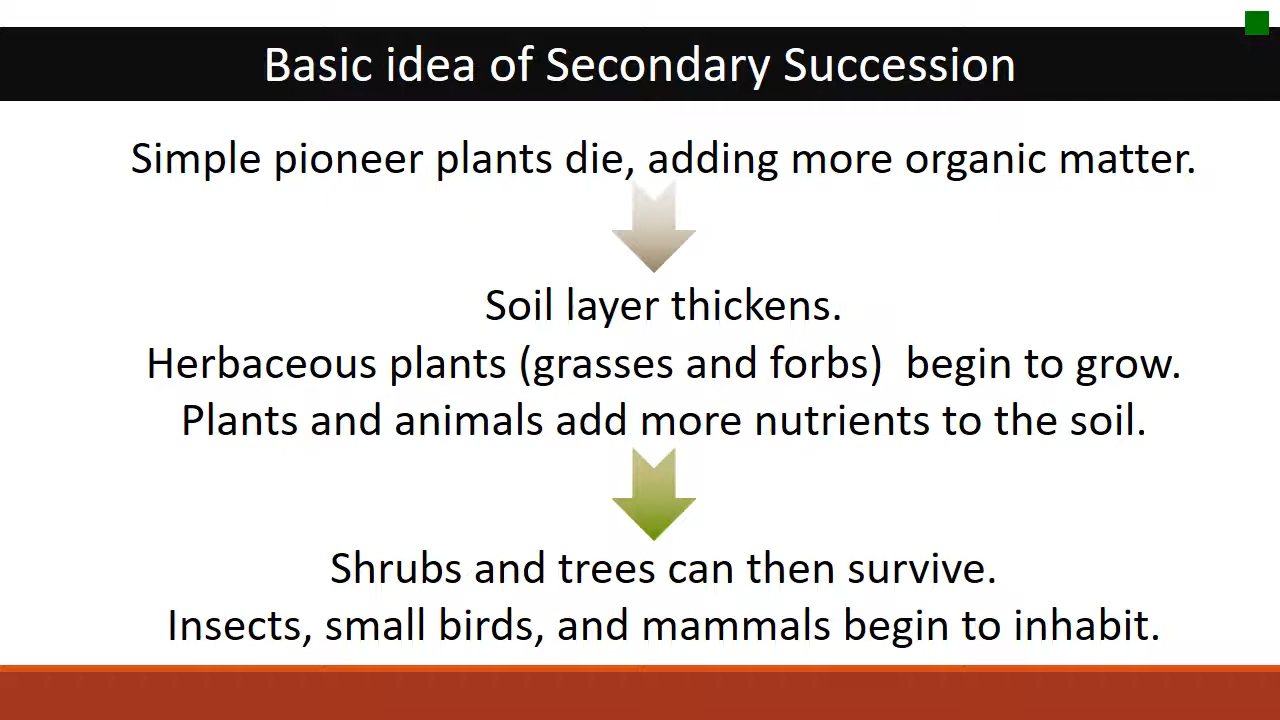 Basic idea of Secondary Succession
Simple pioneer plants die, adding more organic matter.
Soil layer thickens.
Herbaceous plants (grasses and forbs)  begin to grow.
Plants and animals add more nutrients to the soil.
Shrubs and trees can then survive.
Insects, small birds, and mammals begin to inhabit.